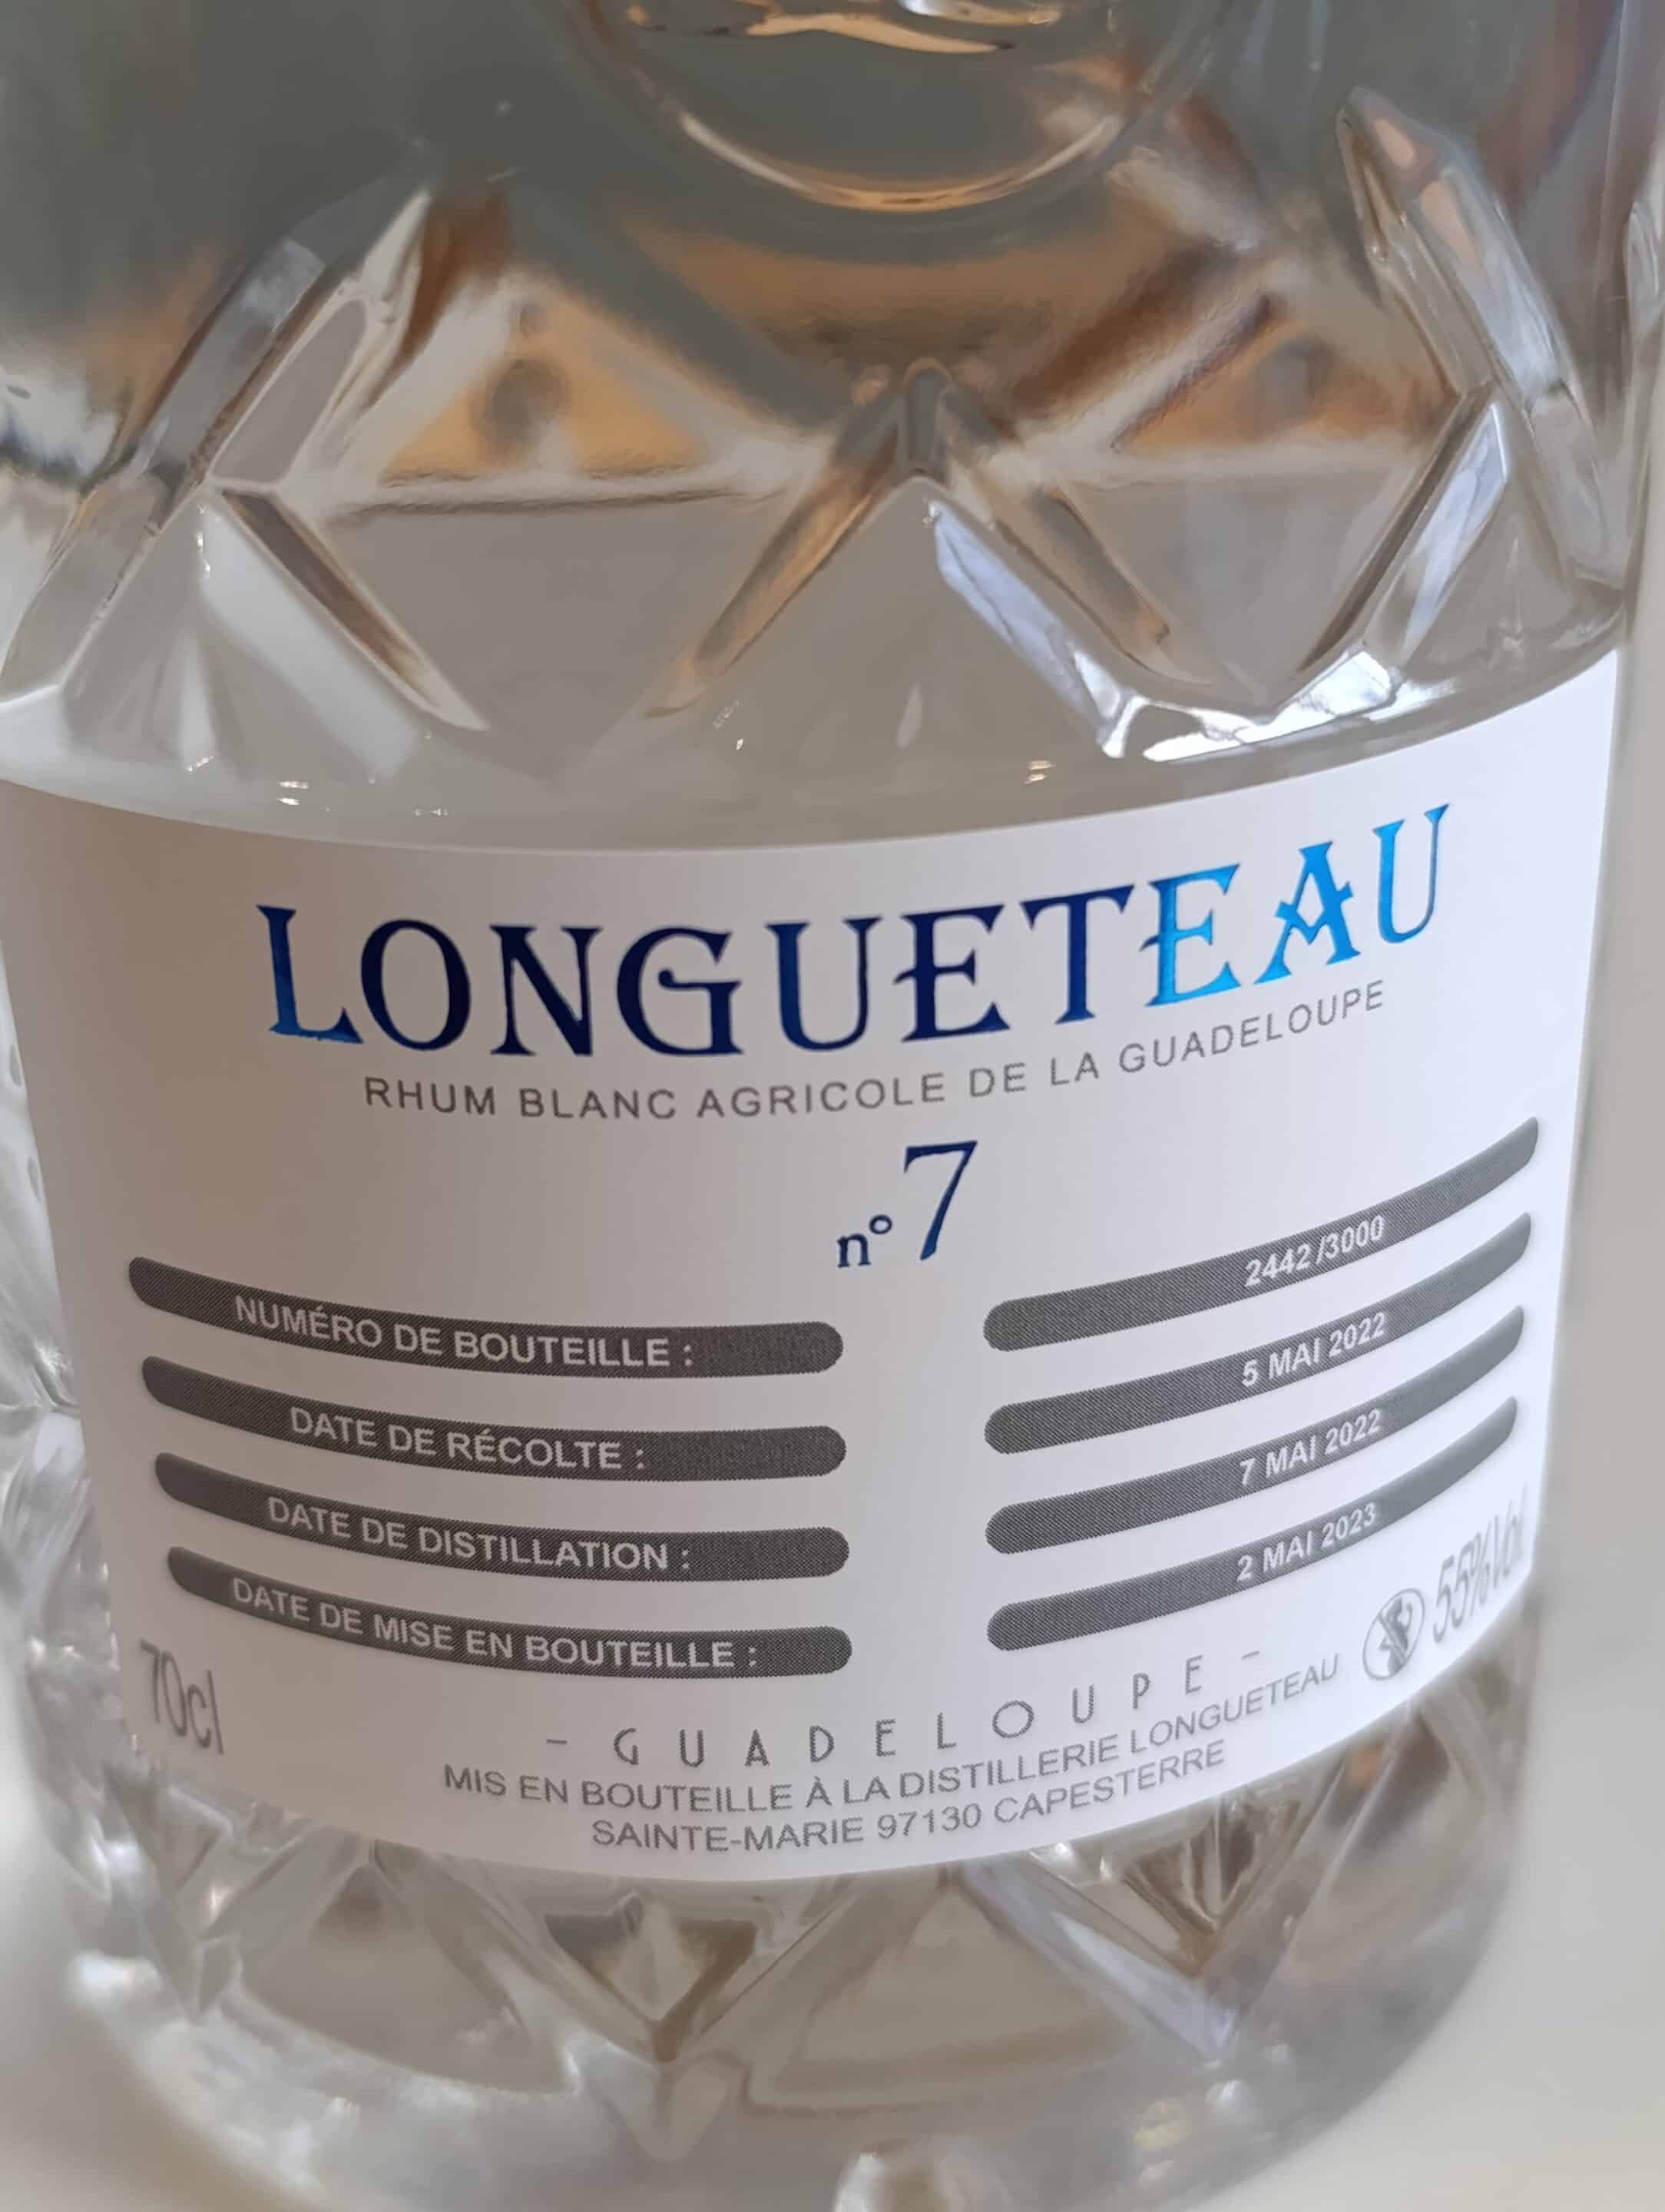 LONGUETEAU
RHUM BLANC AGRICOLE DE LA GUADELOUPE
n° 7
NUMÉRO DE BOUTEILLE : 2442/3000
DATE DE RÉCOLTE : 5 MAI 2022
DATE DE DISTILLATION : 7 MAI 2022
DATE DE MISE EN BOUTEILLE : 2 MAI 2023
70cl
55%Vol
- GUADELOUPE -
MIS EN BOUTEILLE À LA DISTILLERIE LONGUETEAU
SAINTE-MARIE 97130 CAPESTERRE